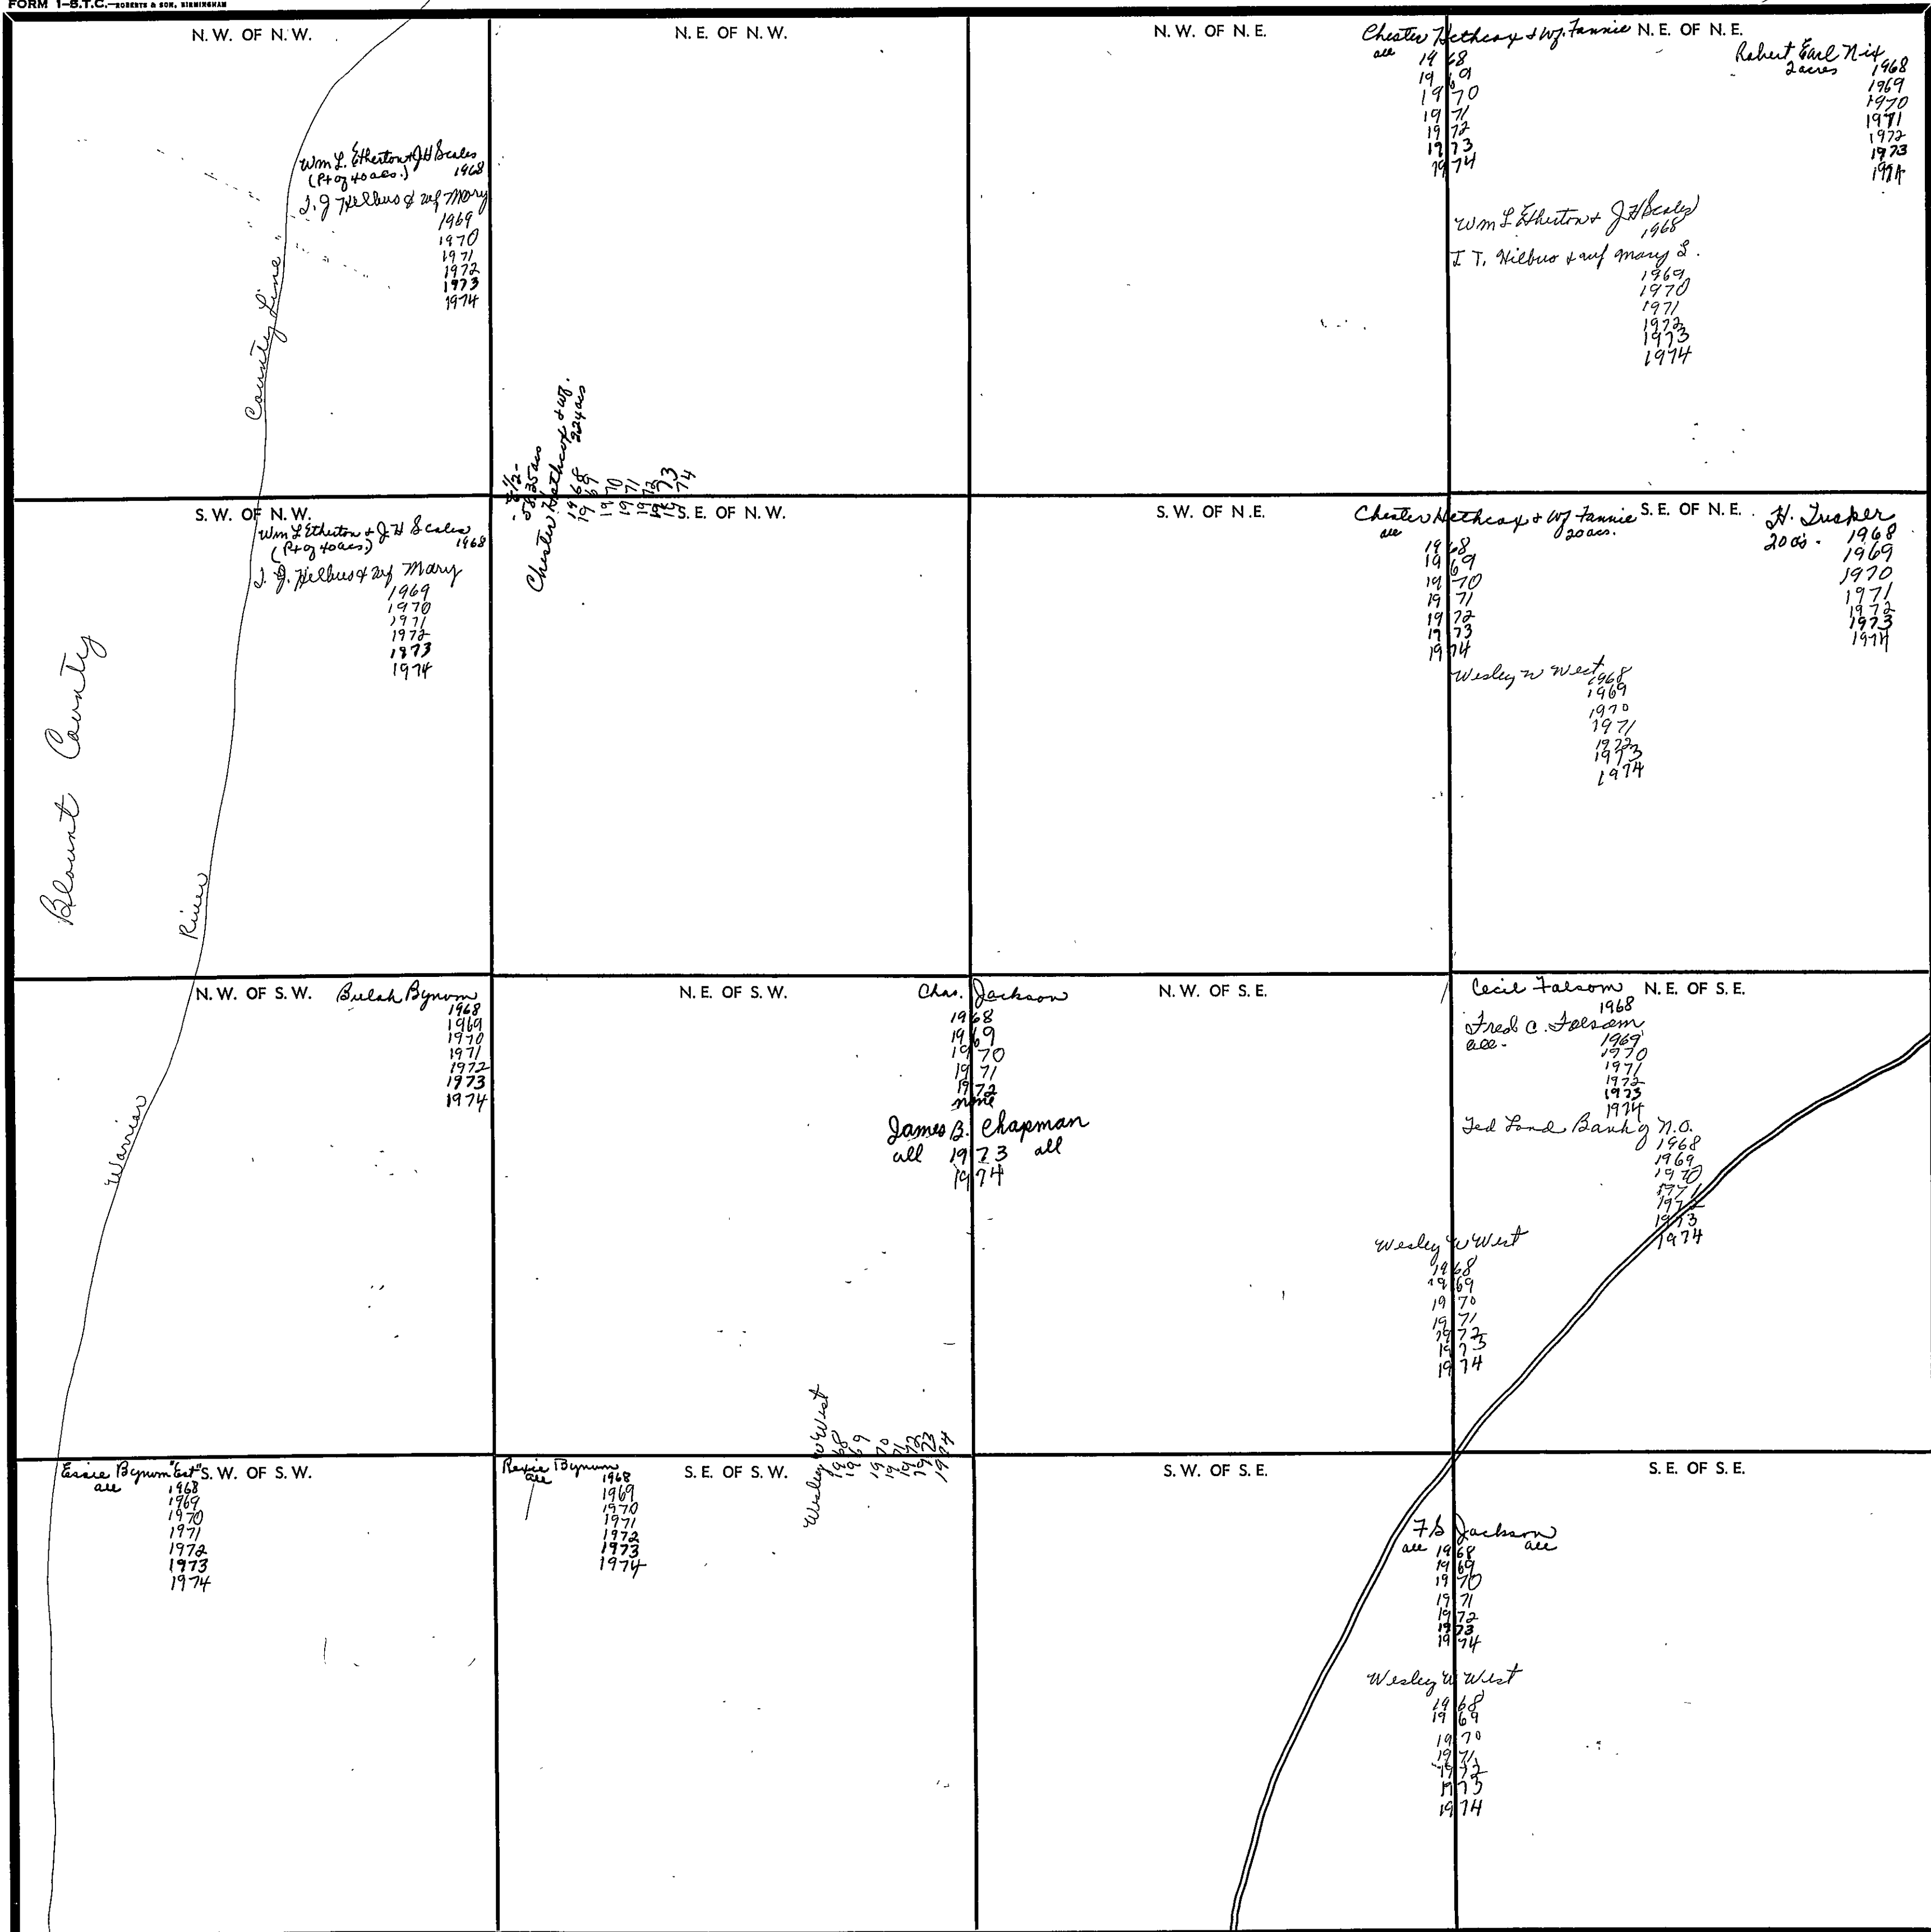 FORM 1-S.T.C.—ROBERTS & SON, BIRMINGHAM
N. W. OF N. W.
Wm L. Etherton & J H Scales
(Pt of 40 acs.) 1968
T. J Hilbus & wf Mary
1969
1970
1971
1972
1973
1974
County Line
N. E. OF N. W.
58.35 acs
Chester Hethcox & Wf.
224 acs
1968
1969
1970
1971
1972
1973
1974
N. W. OF N. E.
Chester Hethcox & Wf. Fannie
all
1968
1969
1970
1971
1972
1973
1974
N. E. OF N. E.
Robert Earl Nix
2 acres 1968
1969
1970
1971
1972
1973
1974
Wm L Etherton & J H Scales
1968
I T. Hilbus & wf Mary L.
1969
1970
1971
1972
1973
1974
S. W. OF N. W.
Wm L Etherton & J. H Scales
(Pt of 40 acs.) 1968
T. J. Hilbus & wf Mary
1969
1970
1971
1972
1973
1974
Blount County
River
S. E. OF N. W.
S. W. OF N. E.
Chester Hethcox & Wf Fannie
all 20 acs.
1968
1969
1970
1971
1972
1973
1974
S. E. OF N. E.
H. Tucker
20 as. 1968
1969
1970
1971
1972
1973
1974
Wesley W West
1968
1969
1970
1971
1972
1973
1974
N. W. OF S. W.
Bulah Bynum
1968
1969
1970
1971
1972
1973
1974
Warrior
N. E. OF S. W.
Chas. Jackson
1968
1969
1970
1971
1972
none
James B. Chapman
all 1973 all
1974
Wesley W West
1968
1969
1970
1971
1972
1973
1974
N. W. OF S. E.
Wesley W West
1968
1969
1970
1971
1972
1973
1974
Cecil Folsom N. E. OF S. E.
1968
Fred C. Folsom
all. 1969
1970
1971
1972
1973
1974
Fed Land Bank of N.O.
1968
1969
1970
1971
1972
1973
1974
Essie Bynum "Est" S. W. OF S. W.
all 1968
1969
1970
1971
1972
1973
1974
Rexie Bynum
all 1968
1969
1970
1971
1972
1973
1974
S. E. OF S. W.
S. W. OF S. E.
F S Jackson
all 1968 all
1969
1970
1971
1972
1973
1974
Wesley W West
1968
1969
1970
1971
1972
1973
1974
S. E. OF S. E.